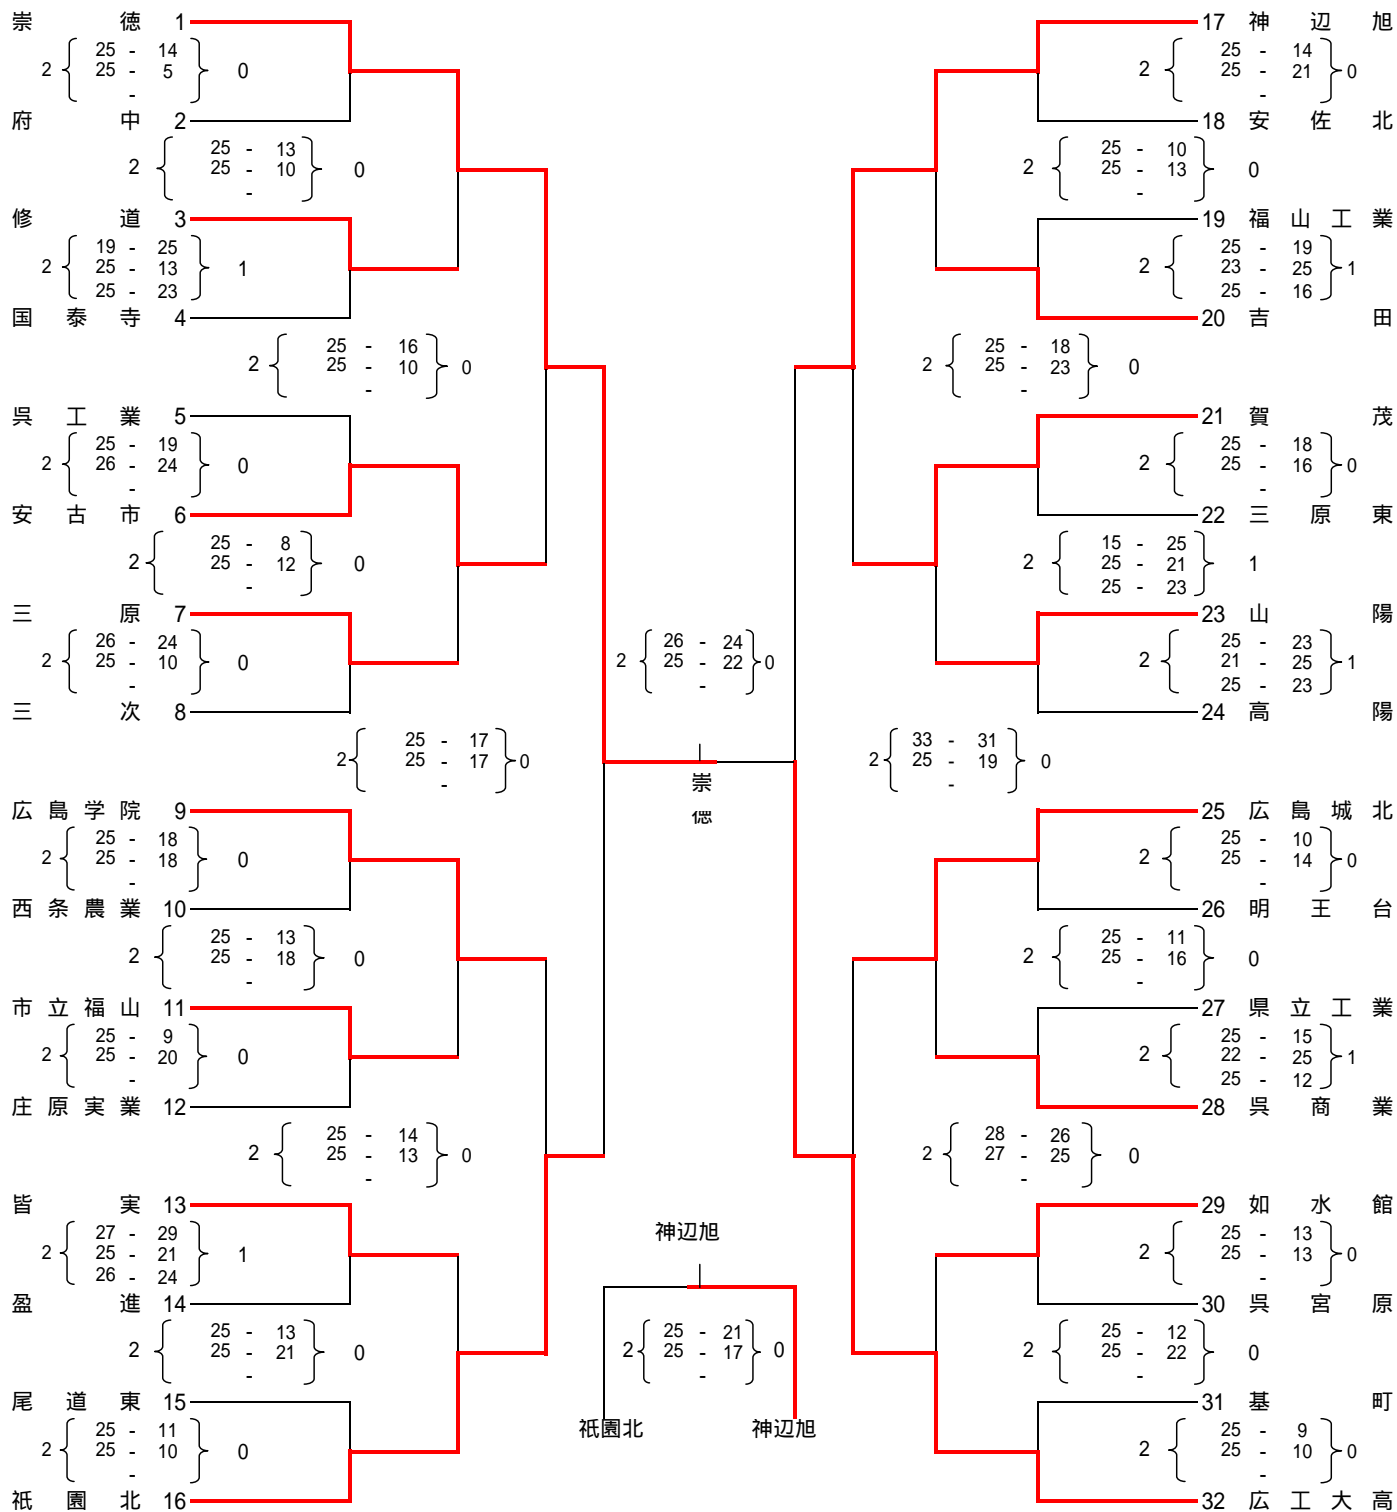 崇徳 1
2 25 - 14 0
25 - 5
-
府中 2
2 25 - 13 0
25 - 10
-
修道 3
2 19 - 25 1
25 - 13
25 - 23
国泰寺 4
2 25 - 16 0
25 - 10
-
呉工業 5
2 25 - 19 0
26 - 24
-
安古市 6
2 25 - 8 0
25 - 12
-
三原 7
2 26 - 24 0
25 - 10
-
三次 8
2 25 - 17 0
25 - 17
-
広島学院 9
2 25 - 18 0
25 - 18
-
西条農業 10
2 25 - 13 0
25 - 18
-
市立福山 11
2 25 - 9 0
25 - 20
-
庄原実業 12
2 25 - 14 0
25 - 13
-
皆実 13
2 27 - 29 1
25 - 21
26 - 24
盈進 14
2 25 - 13 0
25 - 21
-
尾道東 15
2 25 - 11 0
25 - 10
-
祇園北 16
2 26 - 24 0
25 - 22
-
崇
徳
神辺旭
2 25 - 21 0
25 - 17
-
祇園北 神辺旭
17 神辺旭
2 25 - 14 0
25 - 21
-
18 安佐北
2 25 - 10 0
25 - 13
-
19 福山工業
2 25 - 19 1
23 - 25
25 - 16
20 吉田
2 25 - 18 0
25 - 23
-
21 賀茂
2 25 - 18 0
25 - 16
-
22 三原東
2 15 - 25 1
25 - 21
25 - 23
23 山陽
2 25 - 23 1
21 - 25
25 - 23
24 高陽
2 33 - 31 0
25 - 19
-
25 広島城北
2 25 - 10 0
25 - 14
-
26 明王台
2 25 - 11 0
25 - 16
-
27 県立工業
2 25 - 15 1
22 - 25
25 - 12
28 呉商業
2 28 - 26 0
27 - 25
-
29 如水館
2 25 - 13 0
25 - 13
-
30 呉宮原
2 25 - 12 0
25 - 22
-
31 基町
2 25 - 9 0
25 - 10
-
32 広工大高